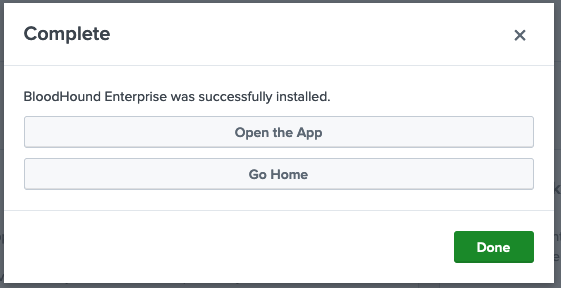 Complete
BloodHound Enterprise was successfully installed.
Open the App
Go Home
Done